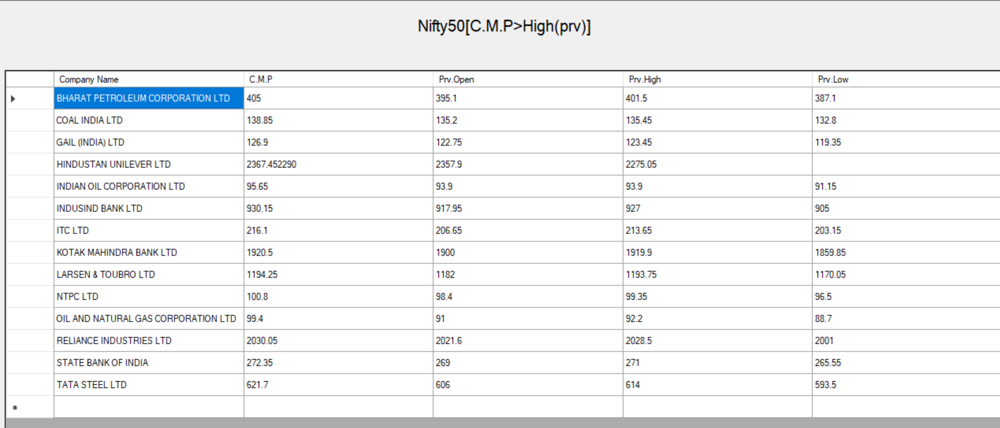 Nifty50[C.M.P>High(prv)]
Company Name C.M.P Prv.Open Prv.High Prv.Low
BHARAT PETROLEUM CORPORATION LTD 405 395.1 401.5 387.1
COAL INDIA LTD 138.85 135.2 135.45 132.8
GAIL (INDIA) LTD 126.9 122.75 123.45 119.35
HINDUSTAN UNILEVER LTD 2367.452290 2357.9 2275.05
INDIAN OIL CORPORATION LTD 95.65 93.9 93.9 91.15
INDUSIND BANK LTD 930.15 917.95 927 905
ITC LTD 216.1 206.65 213.65 203.15
KOTAK MAHINDRA BANK LTD 1920.5 1900 1919.9 1859.85
LARSEN & TOUBRO LTD 1194.25 1182 1193.75 1170.05
NTPC LTD 100.8 98.4 99.35 96.5
OIL AND NATURAL GAS CORPORATION LTD 99.4 91 92.2 88.7
RELIANCE INDUSTRIES LTD 2030.05 2021.6 2028.5 2001
STATE BANK OF INDIA 272.35 269 271 265.55
TATA STEEL LTD 621.7 606 614 593.5